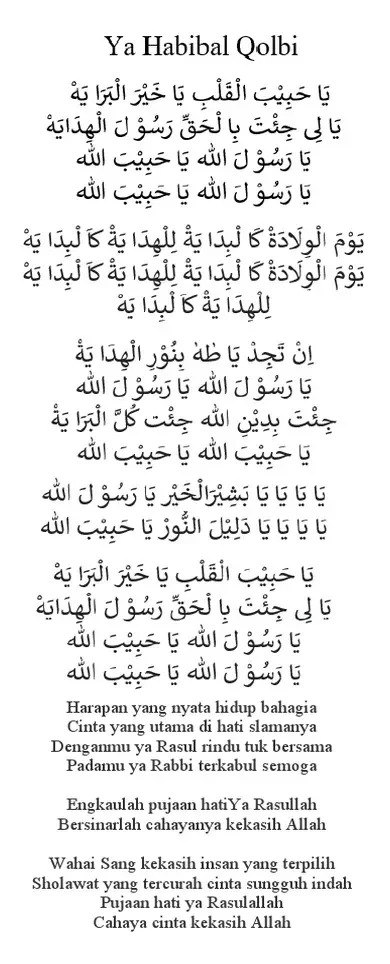 Ya Habibal Qolbi
يَا حَبِيْبَ الْقَلْبِ يَا خَيْرَ الْبَرَا يَهْ
يَا لِى جِئْتَ بِا لْحَقِّ رَسُوْ لَ الْهِدَايَهْ
يَا رَسُوْ لَ الله يَا حَبِيْبَ الله
يَا رَسُوْ لَ الله يَا حَبِيْبَ الله
يَوْمَ الْوِلَادَةْ كَا لْبِدَا يَةْ لِلْهِدَا يَةْ كاَ لْبِدَا يَهْ
يَوْمَ الْوِلَادَةْ كَا لْبِدَا يَةْ لِلْهِدَا يَةْ كاَ لْبِدَا يَهْ
لِلْهِدَا يَةْ كاَ لْبِدَا يَهْ
اِنْ تَجِدْ يَا طٰهٰ بِنُوْرِ الْهِدَا يَةْ
يَا رَسُوْ لَ الله يَا رَسُوْ لَ الله
جِئْتَ بِدِيْنِ الله جِئْت كُلَّ الْبَرَا يَةْ
يَا حَبِيْبَ الله يَا حَبِيْبَ الله
يَا يَا يَا يَا بَشِيْرَالْخَيْر يَا رَسُوْ لَ الله
يَا يَا يَا يَا دَلِيْلَ النُّورْ يَا حَبِيْبَ الله
يَا حَبِيْبَ الْقَلْبِ يَا خَيْرَ الْبَرَا يَهْ
يَا لِى جِئْتَ بِا لْحَقِّ رَسُوْ لَ الْهِدَايَهْ
يَا رَسُوْ لَ الله يَا حَبِيْبَ الله
يَا رَسُوْ لَ الله يَا حَبِيْبَ الله
Harapan yang nyata hidup bahagia
Cinta yang utama di hati slamanya
Denganmu ya Rasul rindu tuk bersama
Padamu ya Rabbi terkabul semoga
Engkaulah pujaan hatiYa Rasullah
Bersinarlah cahayanya kekasih Allah
Wahai Sang kekasih insan yang terpilih
Sholawat yang tercurah cinta sungguh indah
Pujaan hati ya Rasulallah
Cahaya cinta kekasih Allah